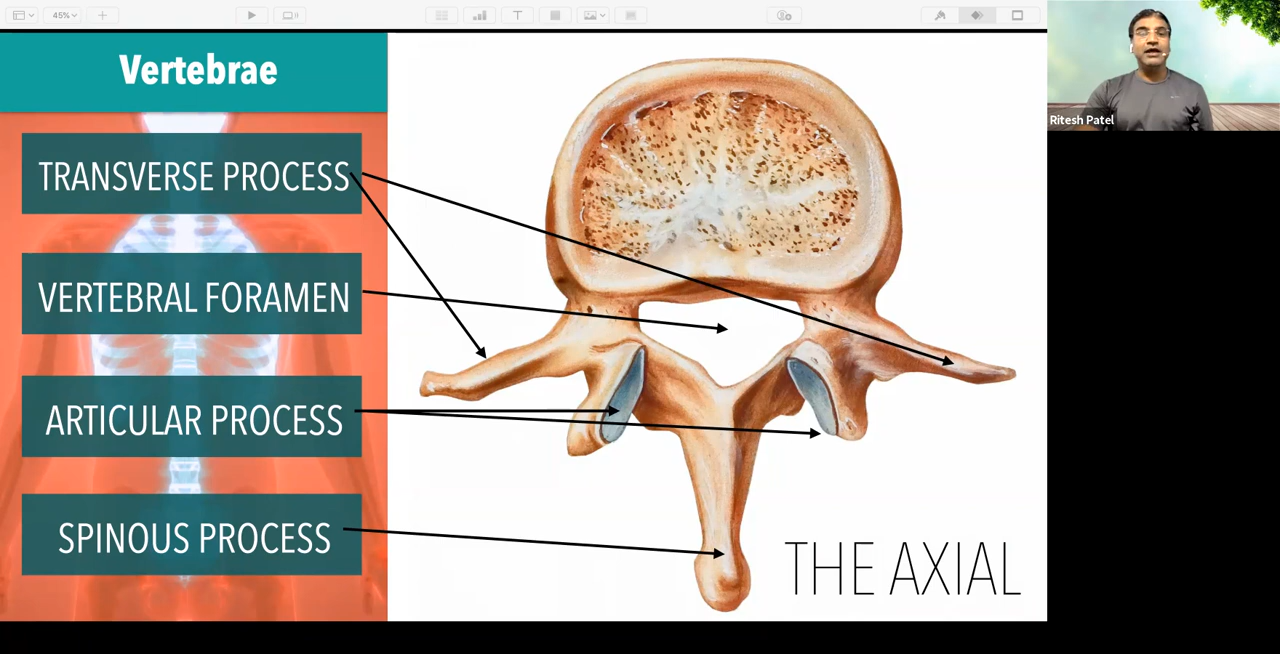 45%
Vertebrae
TRANSVERSE PROCESS
VERTEBRAL FORAMEN
ARTICULAR PROCESS
SPINOUS PROCESS
THE AXIAL
Ritesh Patel